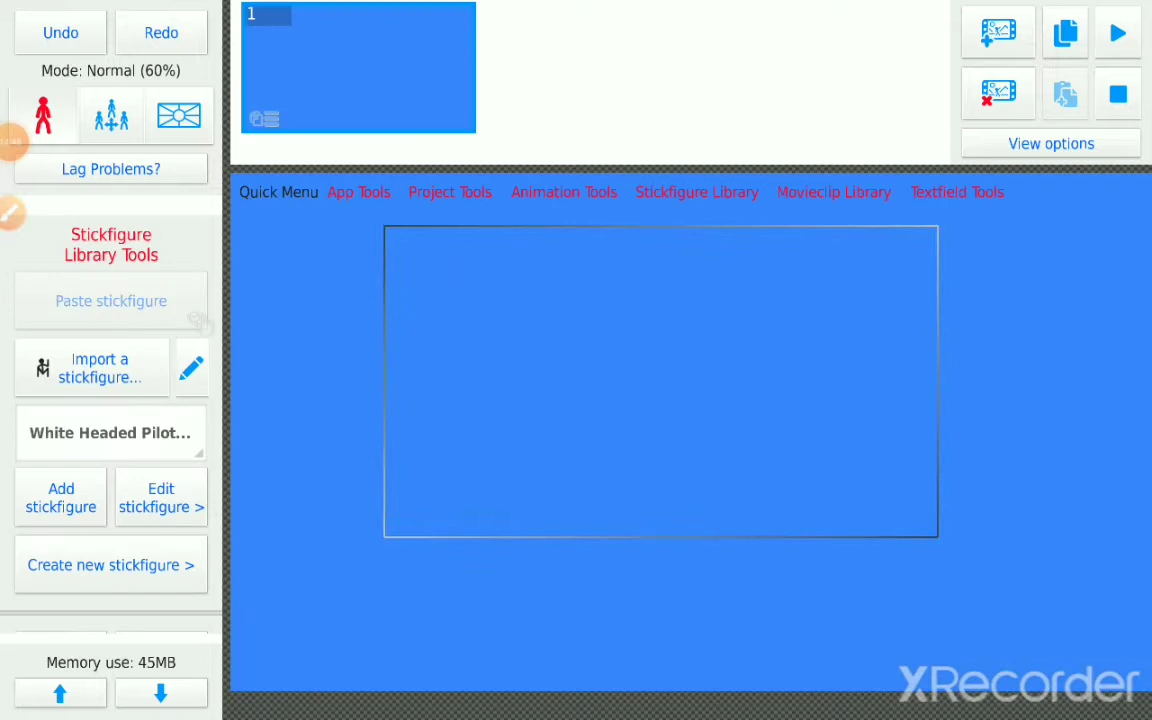 Undo
Redo
Mode: Normal (60%)
Lag Problems?
Stickfigure
Library Tools
Paste stickfigure
Import a
stickfigure...
White Headed Pilot...
Add
stickfigure
Edit
stickfigure >
Create new stickfigure >
Memory use: 45MB
1
View options
Quick Menu App Tools Project Tools Animation Tools Stickfigure Library Movieclip Library Textfield Tools
XRecorder